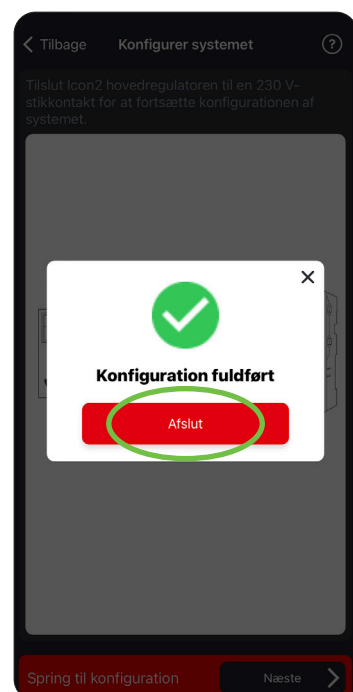 Tilbage
Konfigurer systemet
?
Tilslut Icon2 hovedregulatoren til en 230 V-
stikkontakt for at fortsætte konfigurationen af
systemet.
Konfiguration fuldført
Afslut
Spring til konfiguration
Næste